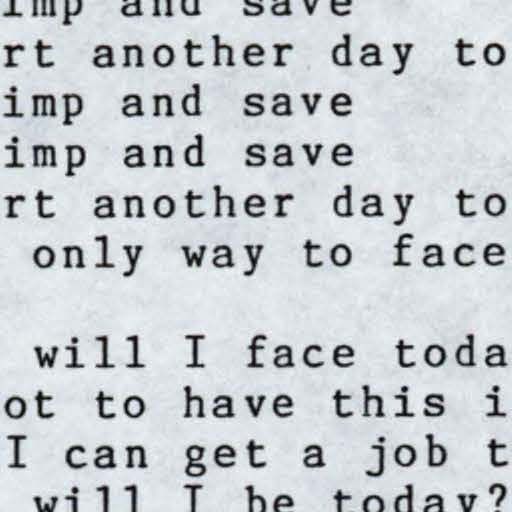 imp and save
rt another day to
imp and save
imp and save
rt another day to
only way to face
will I face toda
ot to have this i
I can get a job t
will I be today?